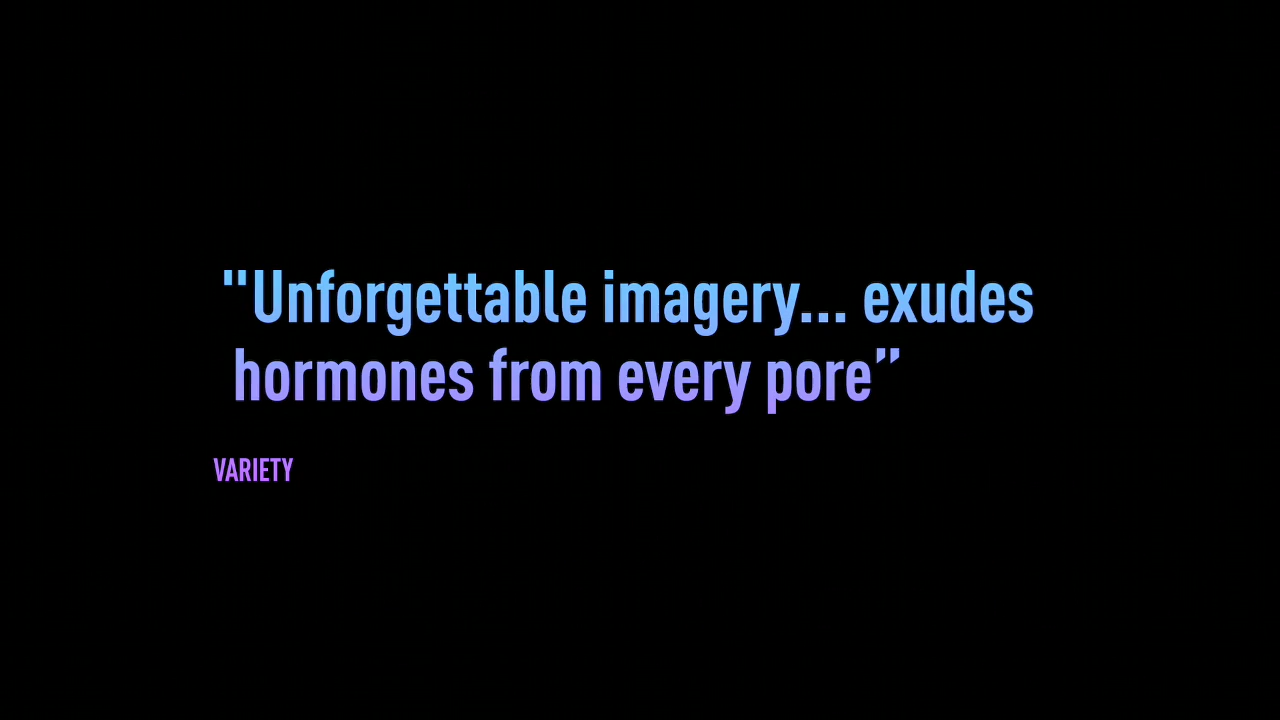 "Unforgettable imagery... exudes
hormones from every pore”
VARIETY